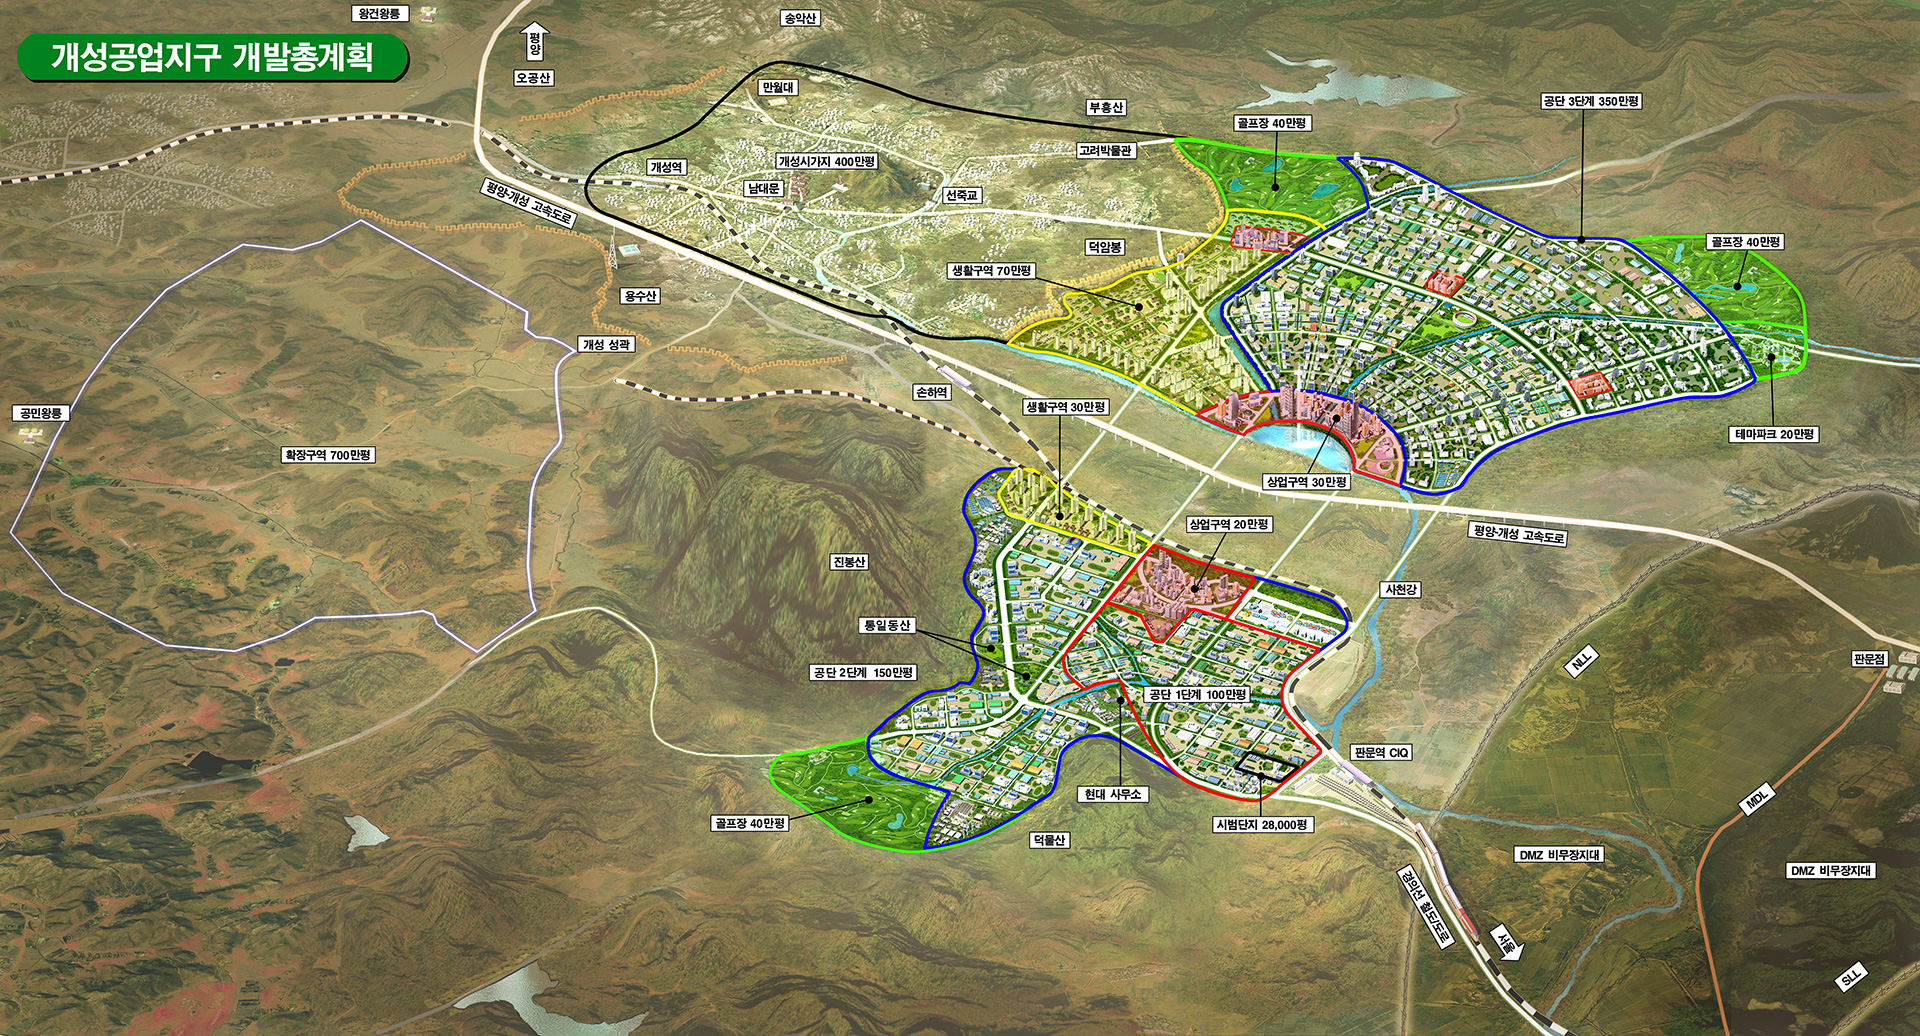 왕건왕릉
송악산
평양
개성공업지구 개발총계획
오공산
만월대
부흥산
공단 3단계 350만평
골프장 40만평
고려박물관
개성역
개성시가지 400만평
남대문
선죽교
평양-개성 고속도로
덕암봉
골프장 40만평
생활구역 70만평
용수산
개성 성곽
손하역
생활구역 30만평
공민왕릉
테마파크 20만평
확장구역 700만평
상업구역 30만평
상업구역 20만평
평양-개성 고속도로
진봉산
사천강
통일동산
NLL
판문점
공단 2단계 150만평
공단 1단계 100만평
판문역 CIQ
현대 사무소
MDL
골프장 40만평
시범단지 28,000평
덕물산
DMZ 비무장지대
DMZ 비무장지대
경의선 철도/도로
서울
SLL